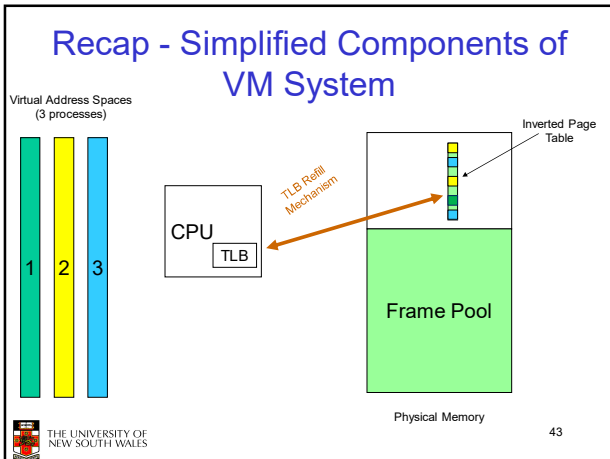 Recap - Simplified Components of
VM System
Virtual Address Spaces
(3 processes)
Inverted Page
Table
TLB Refill
Mechanism
CPU
TLB
1
2
3
Frame Pool
Physical Memory
THE UNIVERSITY OF
NEW SOUTH WALES
43